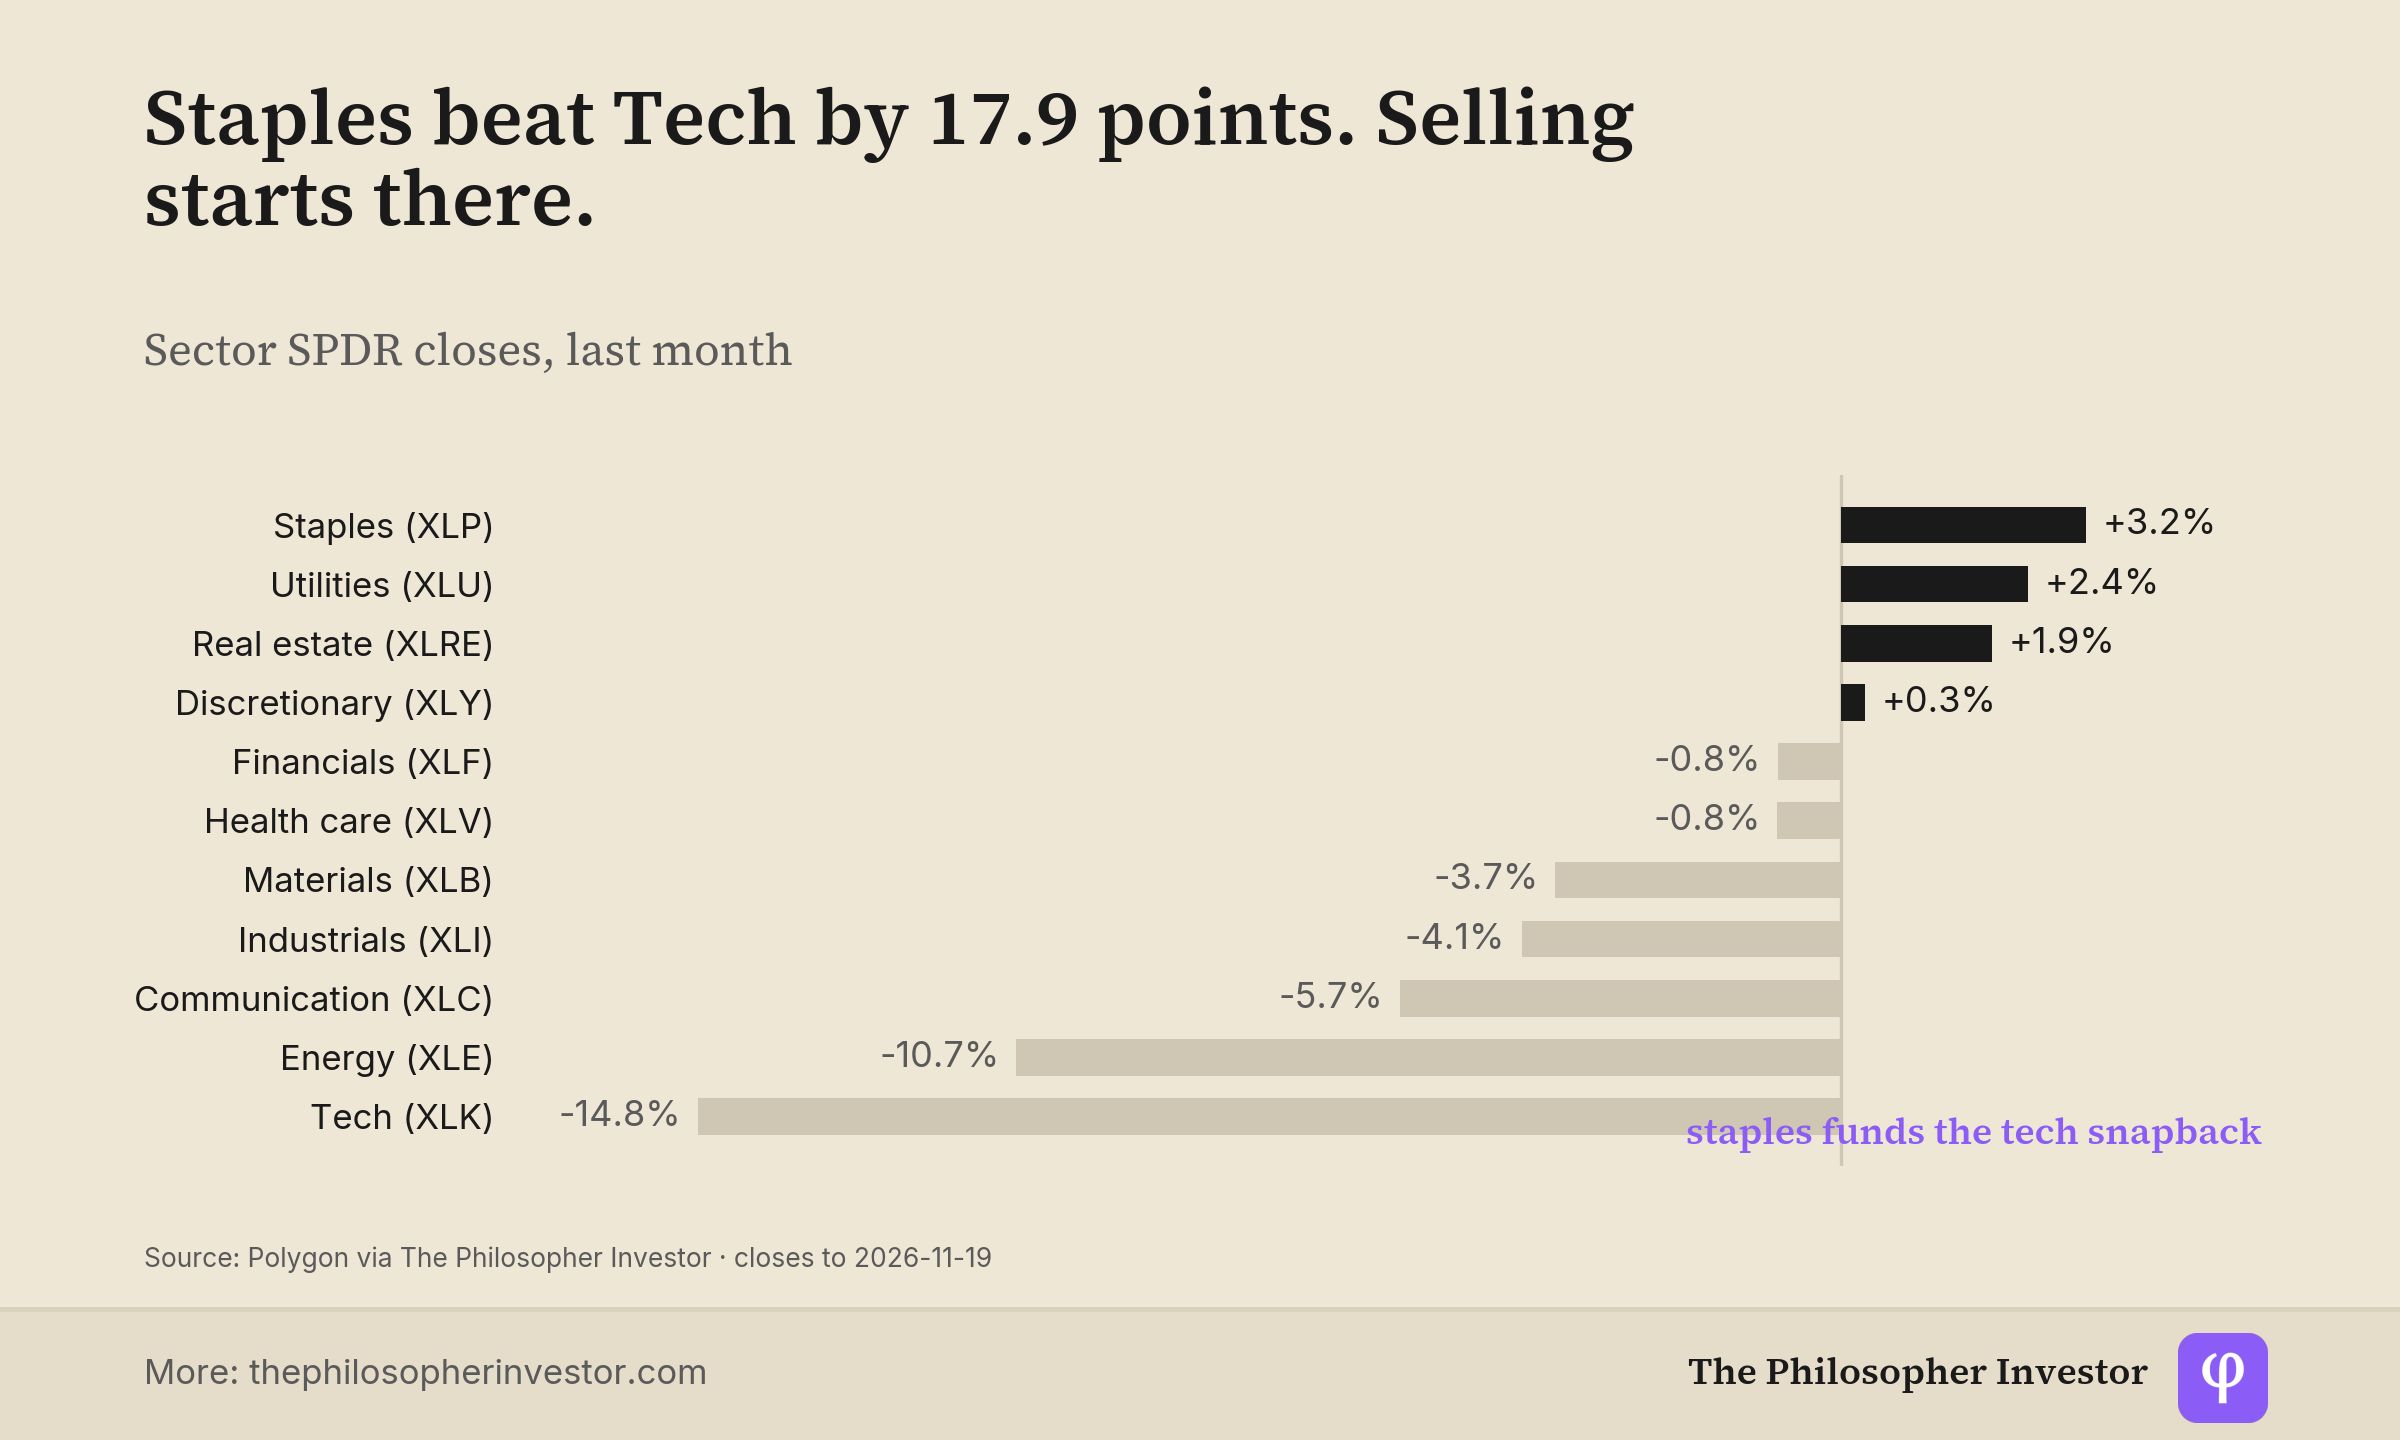 Staples beat Tech by 17.9 points. Selling
starts there.
Sector SPDR closes, last month
Staples (XLP) +3.2%
Utilities (XLU) +2.4%
Real estate (XLRE) +1.9%
Discretionary (XLY) +0.3%
Financials (XLF) -0.8%
Health care (XLV) -0.8%
Materials (XLB) -3.7%
Industrials (XLI) -4.1%
Communication (XLC) -5.7%
Energy (XLE) -10.7%
Tech (XLK) -14.8%
staples funds the tech snapback
Source: Polygon via The Philosopher Investor · closes to 2026-11-19
More: thephilosopherinvestor.com
The Philosopher Investor φ